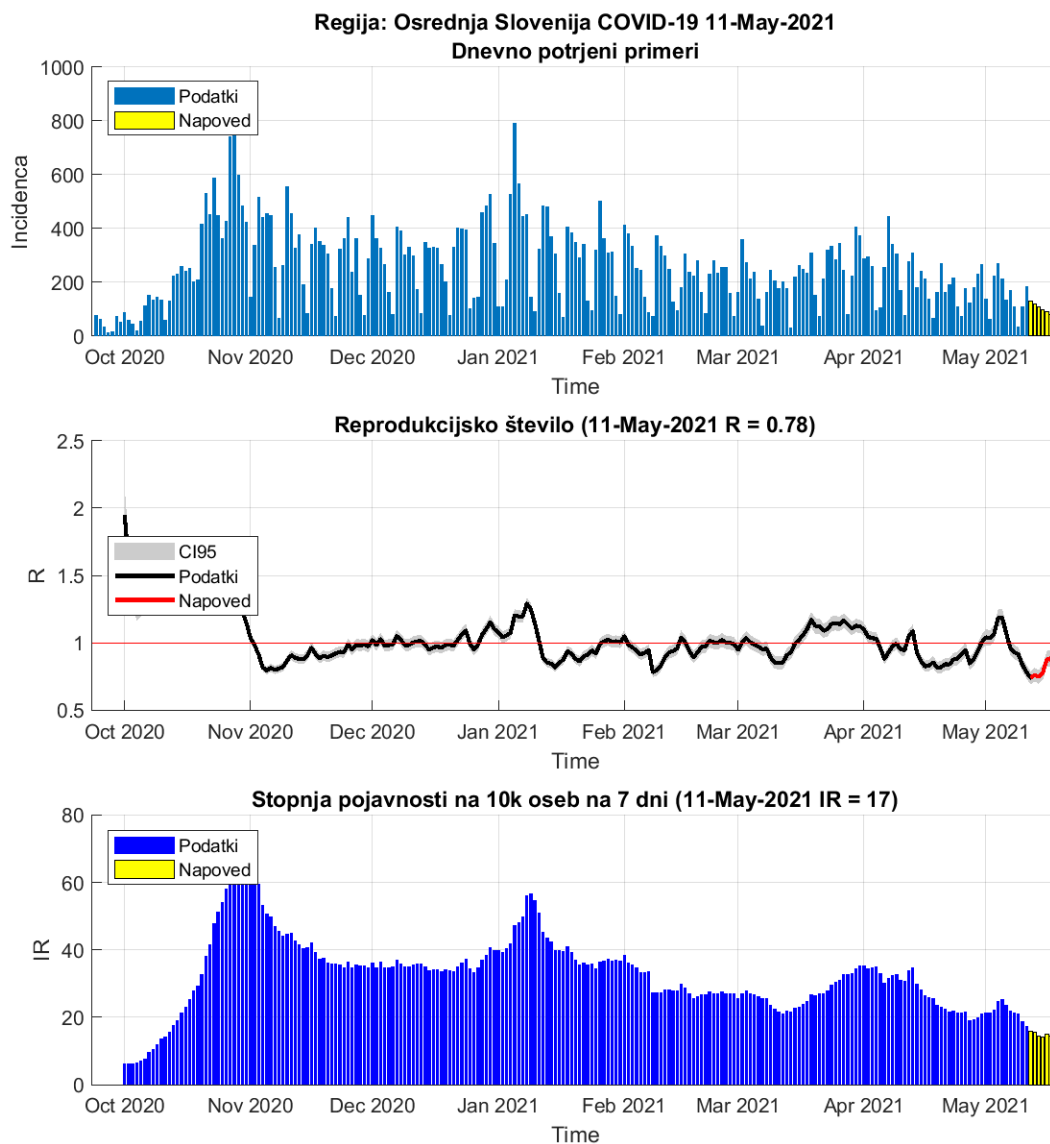 Regija: Osrednja Slovenija COVID-19 11-May-2021
Dnevno potrjeni primeri
1000
800
600
400
200
0
Incidenca
Podatki
Napoved
Oct 2020 Nov 2020 Dec 2020 Jan 2021 Feb 2021 Mar 2021 Apr 2021 May 2021
Time
Reprodukcijsko število (11-May-2021 R = 0.78)
2.5
2
1.5
1
0.5
R
CI95
Podatki
Napoved
Oct 2020 Nov 2020 Dec 2020 Jan 2021 Feb 2021 Mar 2021 Apr 2021 May 2021
Time
Stopnja pojavnosti na 10k oseb na 7 dni (11-May-2021 IR = 17)
80
60
40
20
0
IR
Podatki
Napoved
Oct 2020 Nov 2020 Dec 2020 Jan 2021 Feb 2021 Mar 2021 Apr 2021 May 2021
Time